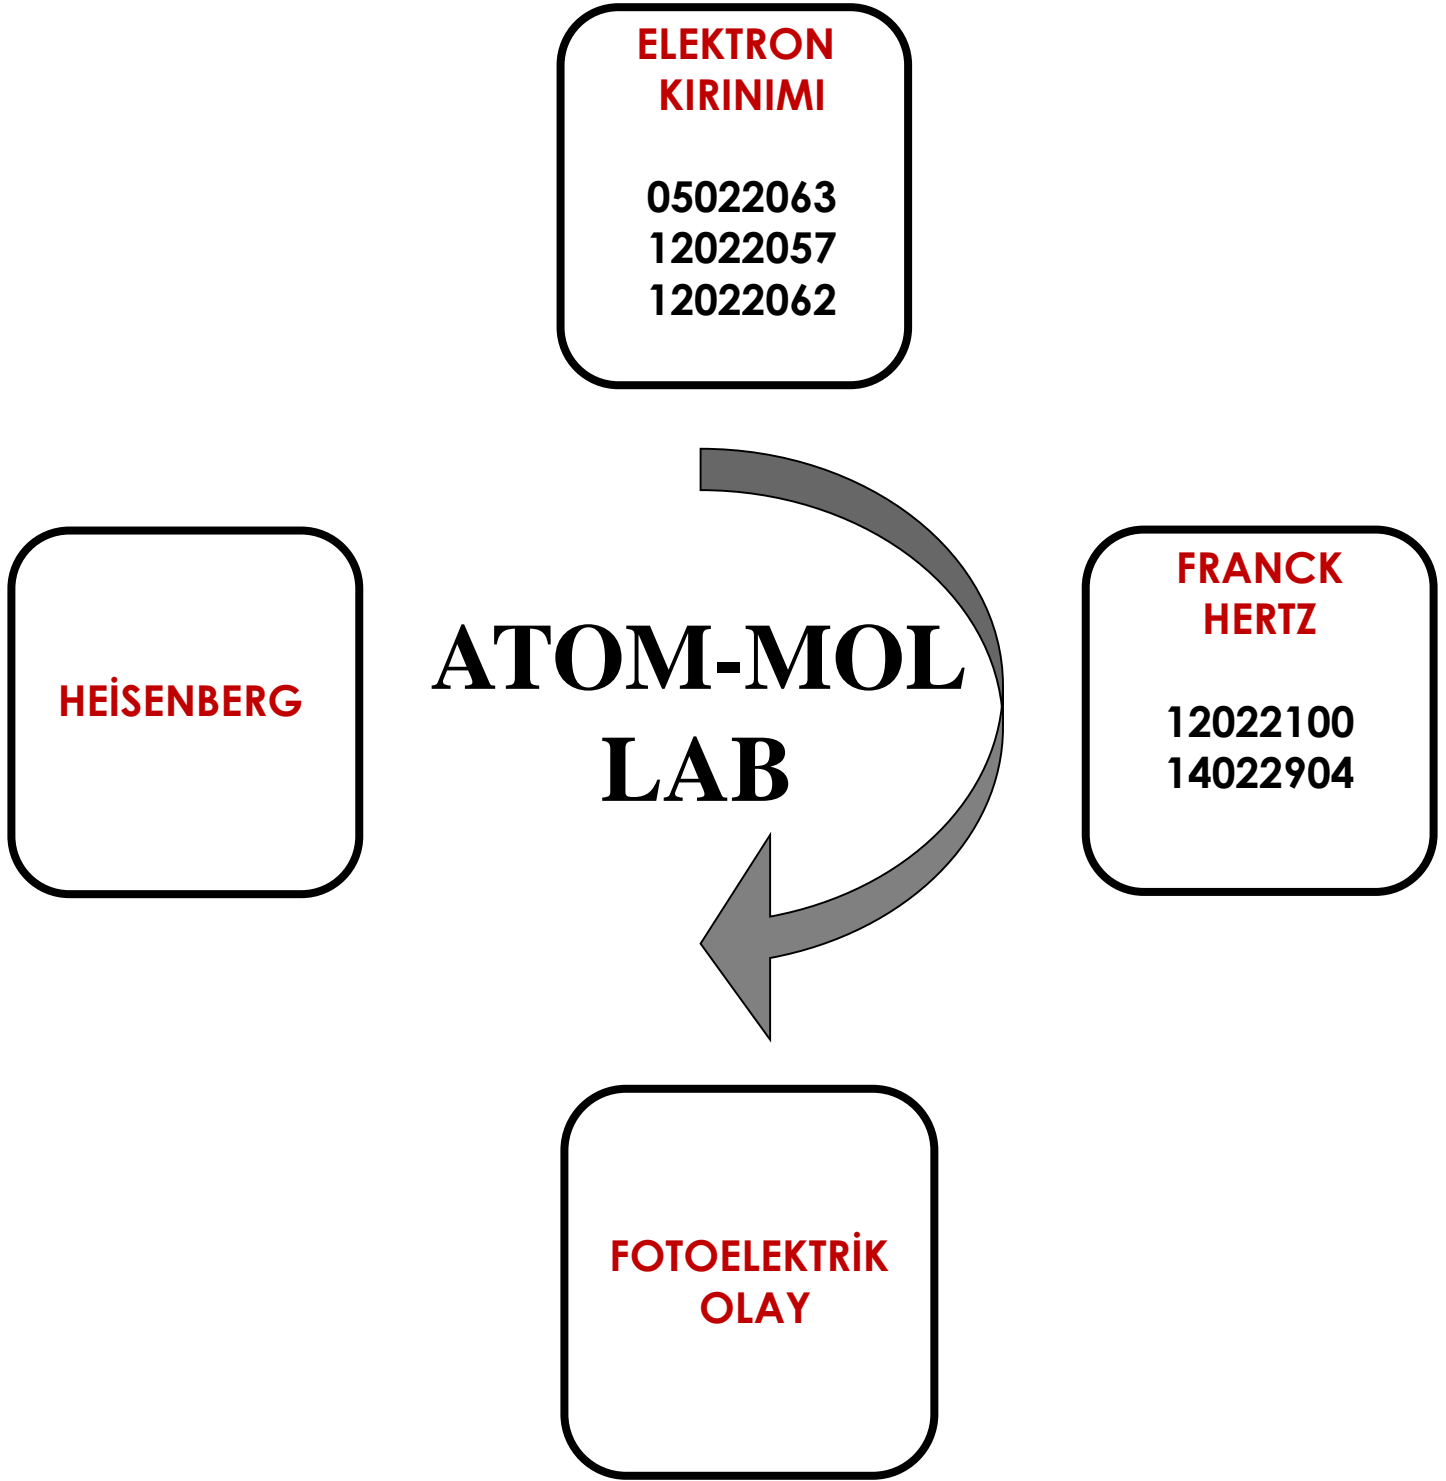 ELEKTRON
KIRINIMI
05022063
12022057
12022062
HEİSENBERG
ATOM-MOL
LAB
FRANCK
HERTZ
12022100
14022904
FOTOELEKTRİK
OLAY